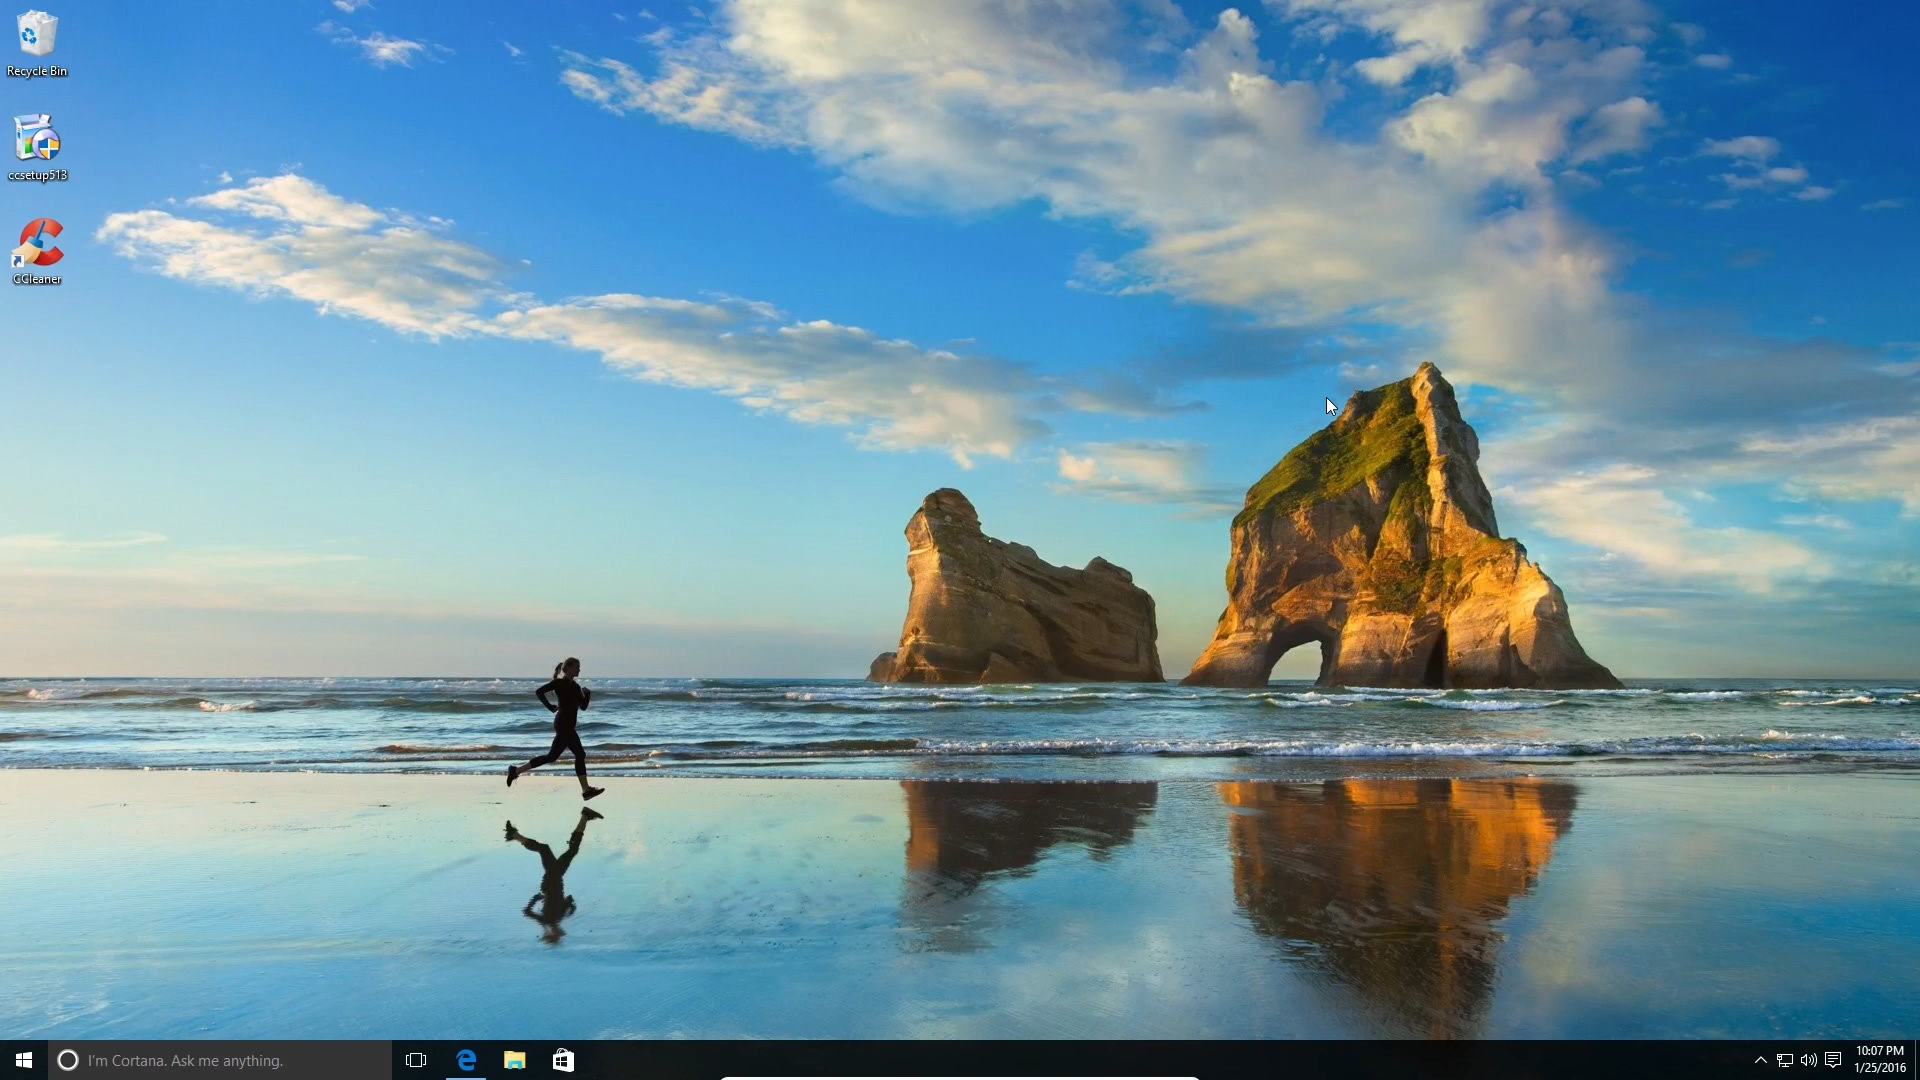 Recycle Bin
ccsetup513
CCleaner
I'm Cortana. Ask me anything.
10:07 PM
1/25/2016